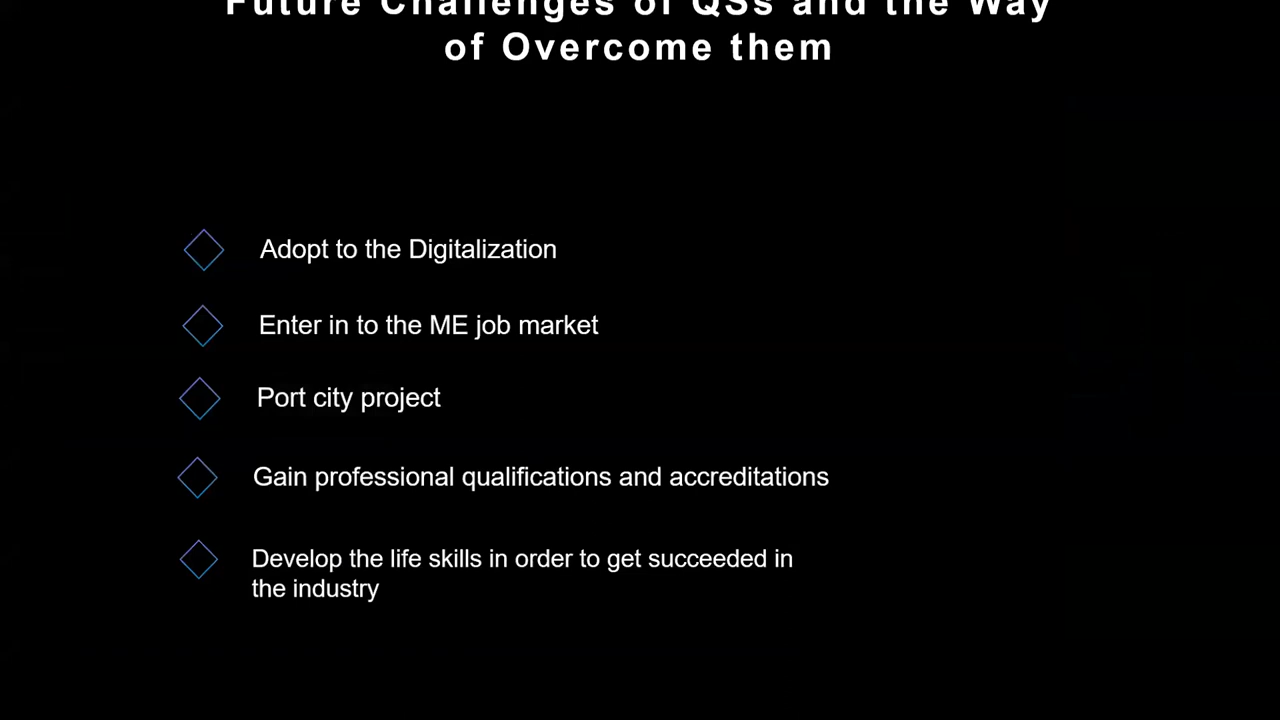 Future Challenges of QSs and the Way
of Overcome them
Adopt to the Digitalization
Enter in to the ME job market
Port city project
Gain professional qualifications and accreditations
Develop the life skills in order to get succeeded in
the industry